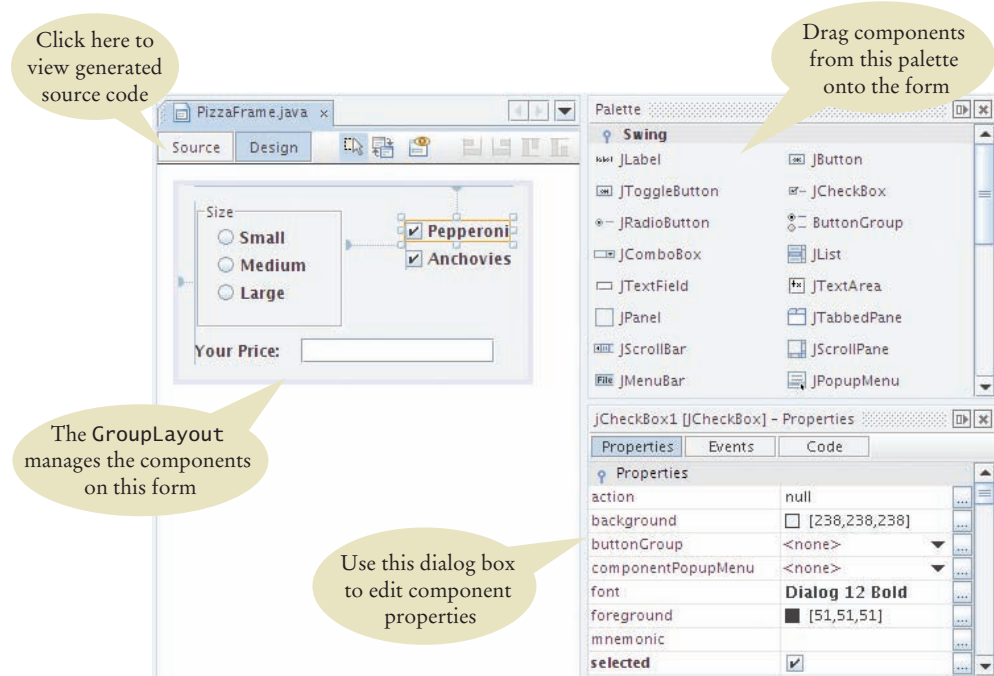 Click here to
view generated
source code
Drag components
from this palette
onto the form
PizzaFrame.java
Source Design
Size
Small
Medium
Large
Pepperoni
Anchovies
Your Price:
The GroupLayout
manages the components
on this form
Palette
Swing
JLabel JButton
JToggleButton JCheckBox
JRadioButton ButtonGroup
JComboBox JList
JTextField JTextArea
JPanel JTabbedPane
JScrollBar JScrollPane
File JMenuBar JPopupMenu
jCheckBox1 [JCheckBox] - Properties
Properties Events Code
Properties
action null ...
background [238,238,238] ...
buttonGroup <none> ...
componentPopupMenu <none> ...
font Dialog 12 Bold ...
foreground [51,51,51] ...
mnemonic ...
selected ...
Use this dialog box
to edit component
properties